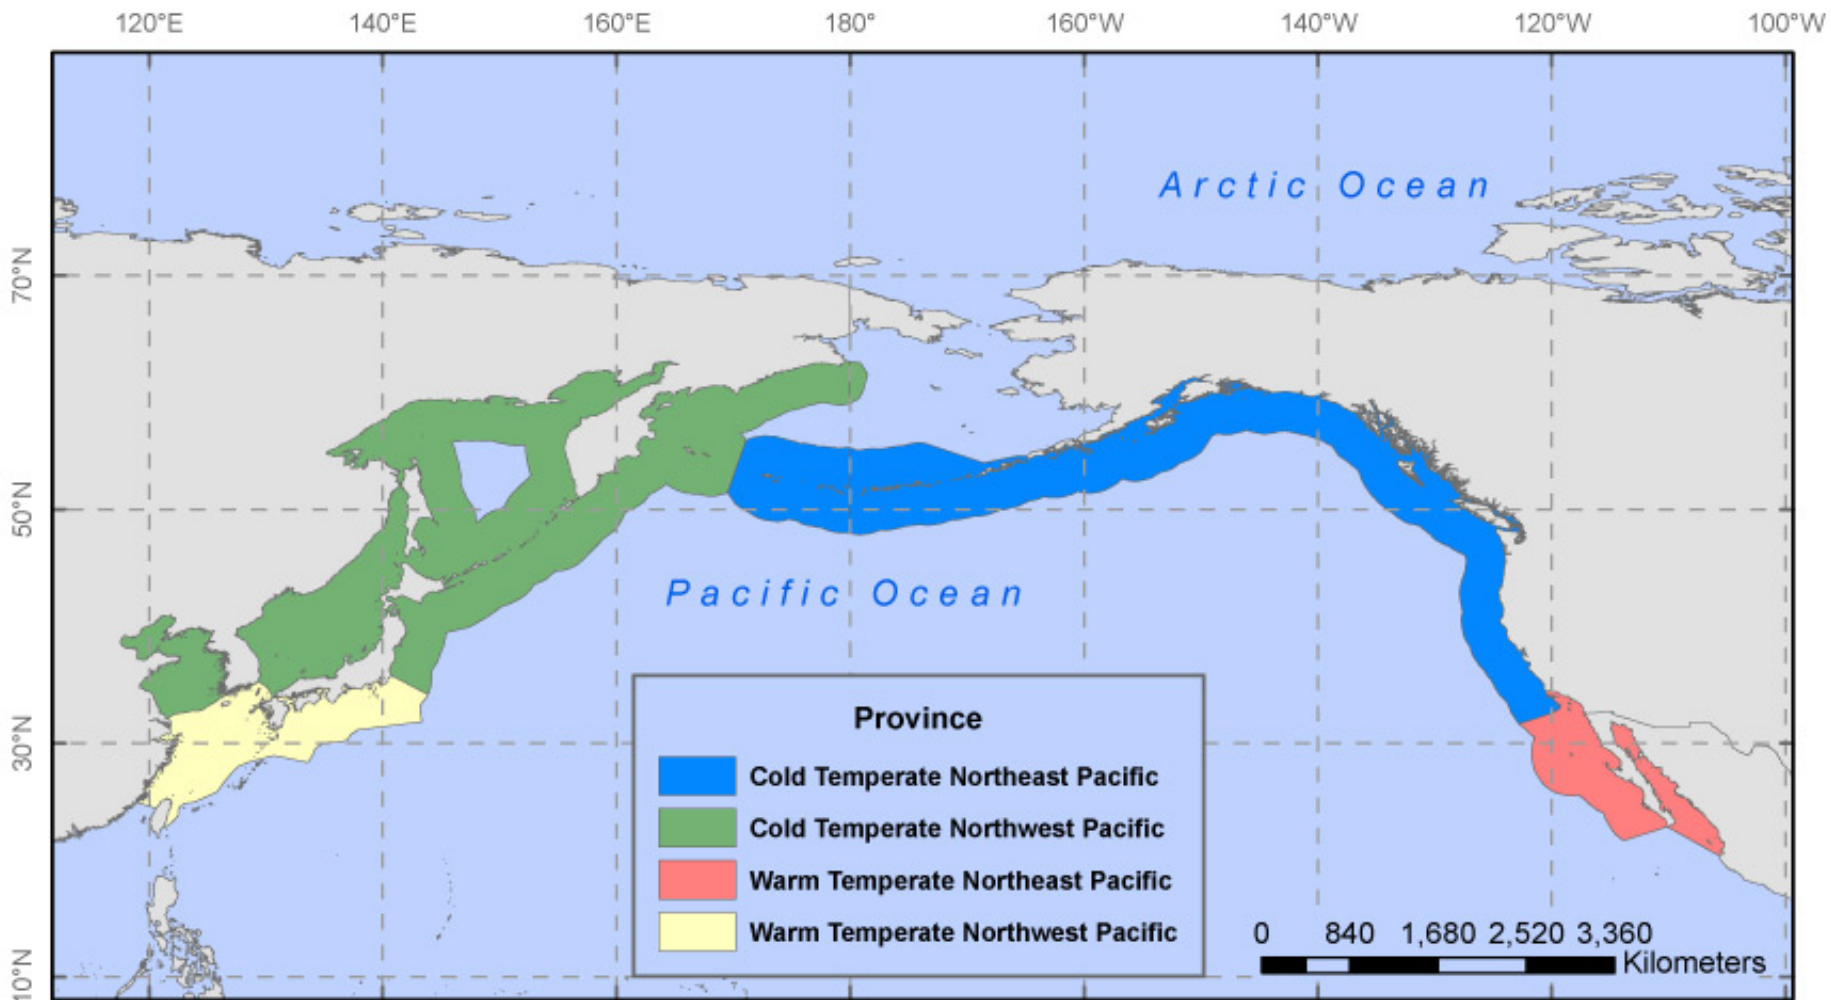 120°E 140°E 160°E 180° 160°W 140°W 120°W 100°W
Arctic Ocean
70°N
50°N
Pacific Ocean
30°N
10°N
Province
Cold Temperate Northeast Pacific
Cold Temperate Northwest Pacific
Warm Temperate Northeast Pacific
Warm Temperate Northwest Pacific
0 840 1,680 2,520 3,360
Kilometers